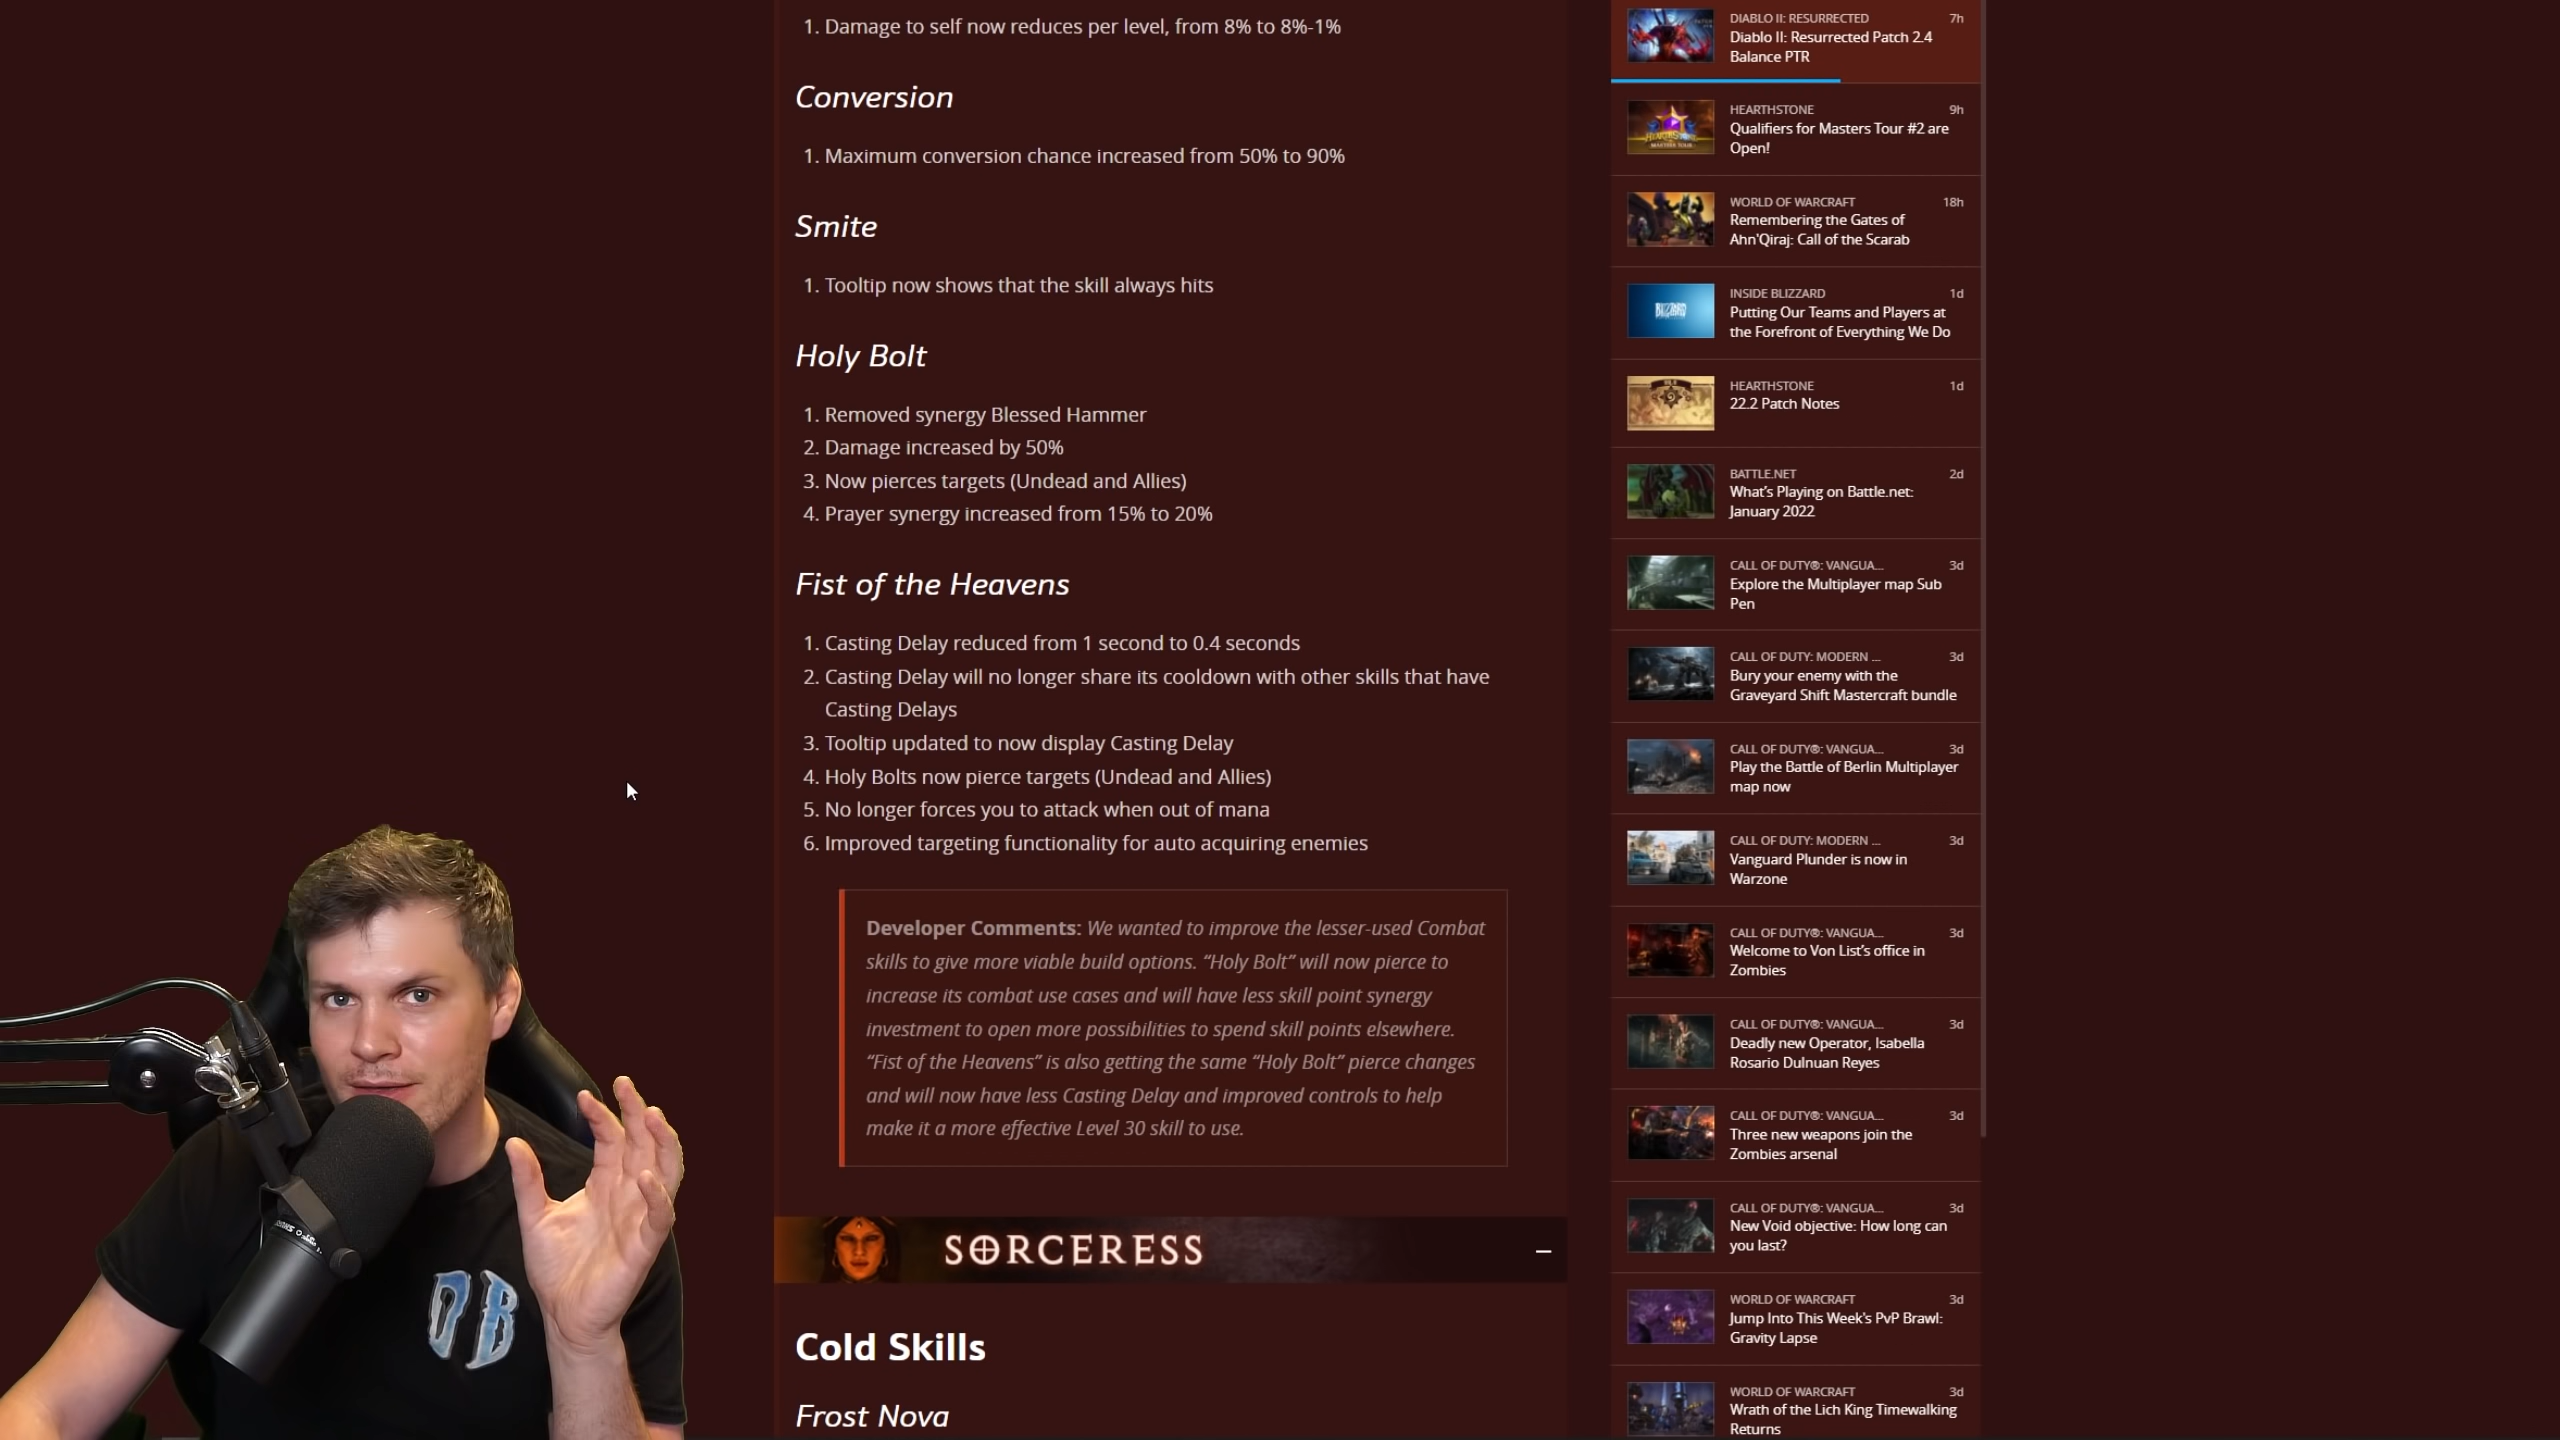 1. Damage to self now reduces per level, from 8% to 8%-1%
Conversion
1. Maximum conversion chance increased from 50% to 90%
Smite
1. Tooltip now shows that the skill always hits
Holy Bolt
1. Removed synergy Blessed Hammer
2. Damage increased by 50%
3. Now pierces targets (Undead and Allies)
4. Prayer synergy increased from 15% to 20%
Fist of the Heavens
1. Casting Delay reduced from 1 second to 0.4 seconds
2. Casting Delay will no longer share its cooldown with other skills that have
Casting Delays
3. Tooltip updated to now display Casting Delay
4. Holy Bolts now pierce targets (Undead and Allies)
5. No longer forces you to attack when out of mana
6. Improved targeting functionality for auto acquiring enemies
Developer Comments: We wanted to improve the lesser-used Combat
skills to give more viable build options. “Holy Bolt” will now pierce to
increase its combat use cases and will have less skill point synergy
investment to open more possibilities to spend skill points elsewhere.
“Fist of the Heavens” is also getting the same “Holy Bolt” pierce changes
and will now have less Casting Delay and improved controls to help
make it a more effective Level 30 skill to use.
SORCERESS
Cold Skills
Frost Nova
DIABLO II: RESURRECTED 7h
Diablo II: Resurrected Patch 2.4
Balance PTR
HEARTHSTONE 9h
Qualifiers for Masters Tour #2 are
Open!
WORLD OF WARCRAFT 18h
Remembering the Gates of
Ahn'Qiraj: Call of the Scarab
BLIZZARD
INSIDE BLIZZARD 1d
Putting Our Teams and Players at
the Forefront of Everything We Do
HEARTHSTONE 1d
22.2 Patch Notes
BATTLE.NET 2d
What's Playing on Battle.net:
January 2022
CALL OF DUTY®: VANGUA... 3d
Explore the Multiplayer map Sub
Pen
CALL OF DUTY: MODERN ... 3d
Bury your enemy with the
Graveyard Shift Mastercraft bundle
CALL OF DUTY®: VANGUA... 3d
Play the Battle of Berlin Multiplayer
map now
CALL OF DUTY: MODERN ... 3d
Vanguard Plunder is now in
Warzone
CALL OF DUTY®: VANGUA... 3d
Welcome to Von List's office in
Zombies
CALL OF DUTY®: VANGUA... 3d
Deadly new Operator, Isabella
Rosario Dulnuan Reyes
CALL OF DUTY®: VANGUA... 3d
Three new weapons join the
Zombies arsenal
CALL OF DUTY®: VANGUA... 3d
New Void objective: How long can
you last?
WORLD OF WARCRAFT 3d
Jump Into This Week's PvP Brawl:
Gravity Lapse
WORLD OF WARCRAFT 3d
Wrath of the Lich King Timewalking
Returns
DB